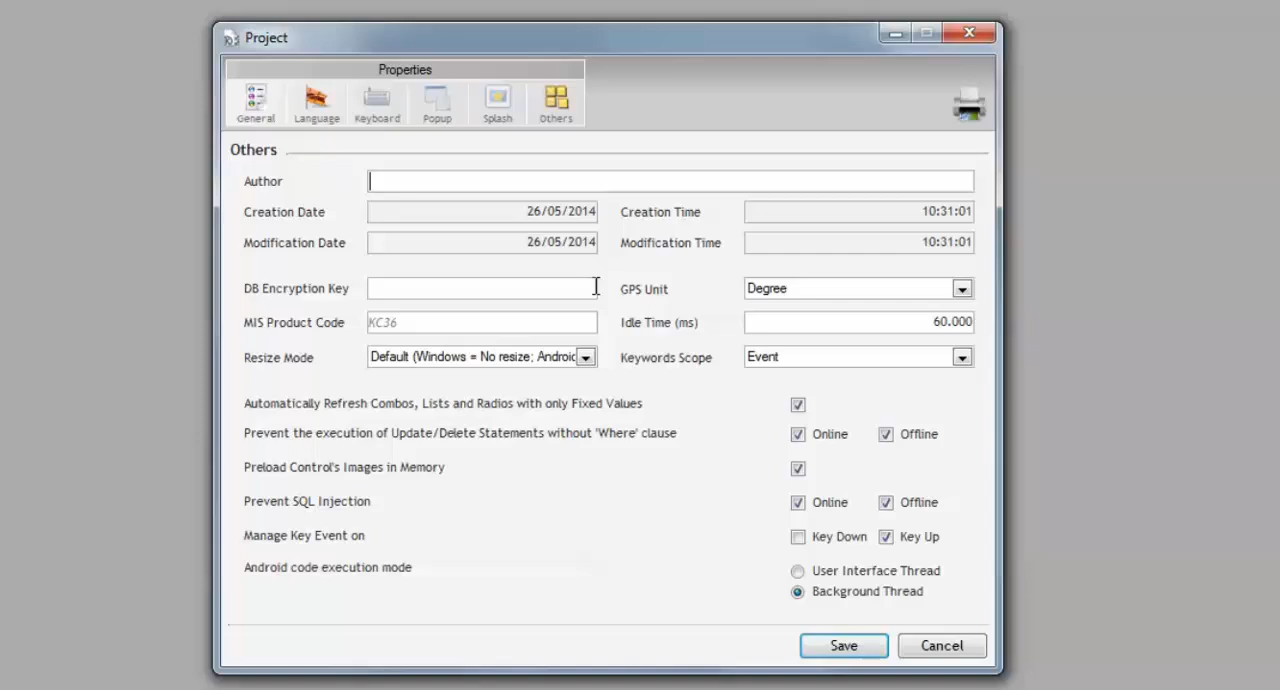 Project
Properties
General Language Keyboard Popup Splash Others
Others
Author
Creation Date 26/05/2014 Creation Time 10:31:01
Modification Date 26/05/2014 Modification Time 10:31:01
DB Encryption Key GPS Unit Degree
MIS Product Code KC36 Idle Time (ms) 60.000
Resize Mode Default (Windows = No resize; Android Keywords Scope Event
Automatically Refresh Combos, Lists and Radios with only Fixed Values
Prevent the execution of Update/Delete Statements without 'Where' clause Online Offline
Preload Control's Images in Memory
Prevent SQL Injection Online Offline
Manage Key Event on Key Down Key Up
Android code execution mode User Interface Thread
Background Thread
Save Cancel